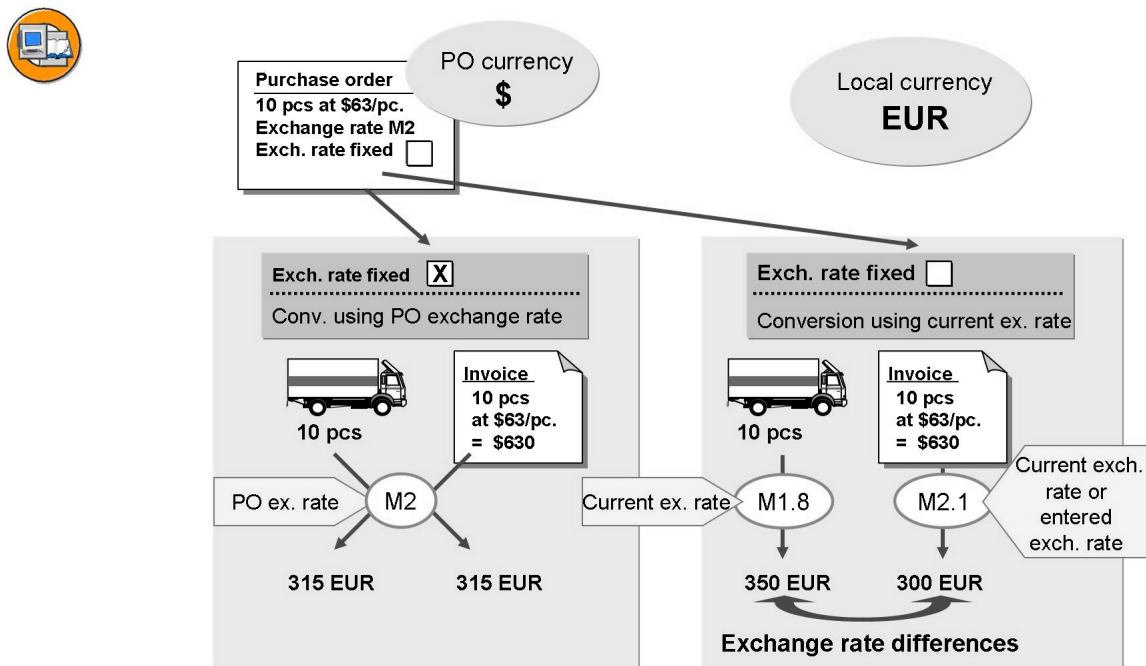 PO currency
$
Purchase order
10 pcs at $63/pc.
Exchange rate M2
Exch. rate fixed
Local currency
EUR
Exch. rate fixed X
Conv. using PO exchange rate
10 pcs
Invoice
10 pcs
at $63/pc.
= $630
PO ex. rate
M2
315 EUR
315 EUR
Exch. rate fixed
Conversion using current ex. rate
10 pcs
Invoice
10 pcs
at $63/pc.
= $630
Current ex. rate
M1.8
M2.1
Current exch.
rate or
entered
exch. rate
350 EUR
300 EUR
Exchange rate differences